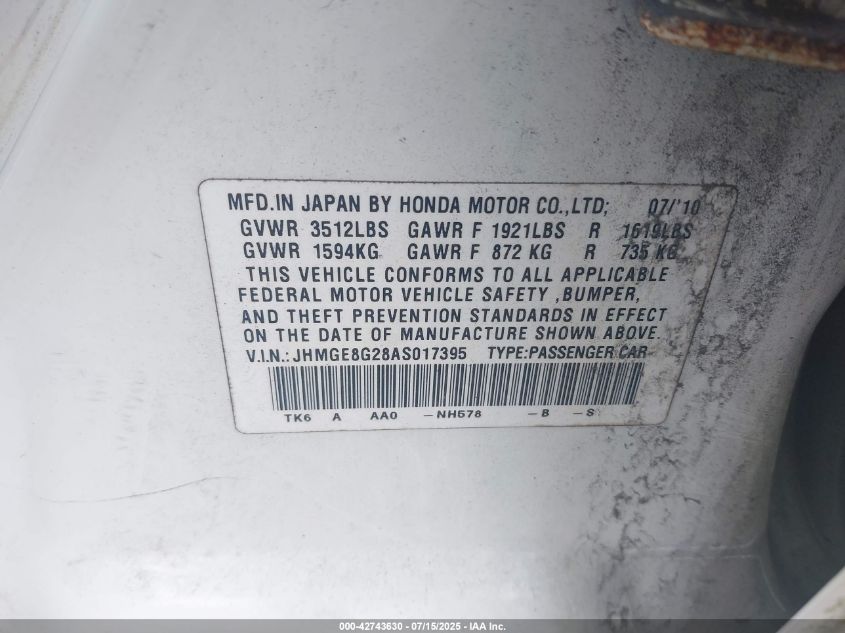 MFD.IN JAPAN BY HONDA MOTOR CO.,LTD; 07/'10
GVWR 3512LBS GAWR F 1921LBS R 1619LBS
GVWR 1594KG GAWR F 872 KG R 735 KG
THIS VEHICLE CONFORMS TO ALL APPLICABLE
FEDERAL MOTOR VEHICLE SAFETY ,BUMPER,
AND THEFT PREVENTION STANDARDS IN EFFECT
ON THE DATE OF MANUFACTURE SHOWN ABOVE.
V.I.N.:JHMGE8G28AS017395 TYPE:PASSENGER CAR
TK6 A AA0 -NH578 -B -S
000-42743630 - 07/15/2025 - IAA Inc.